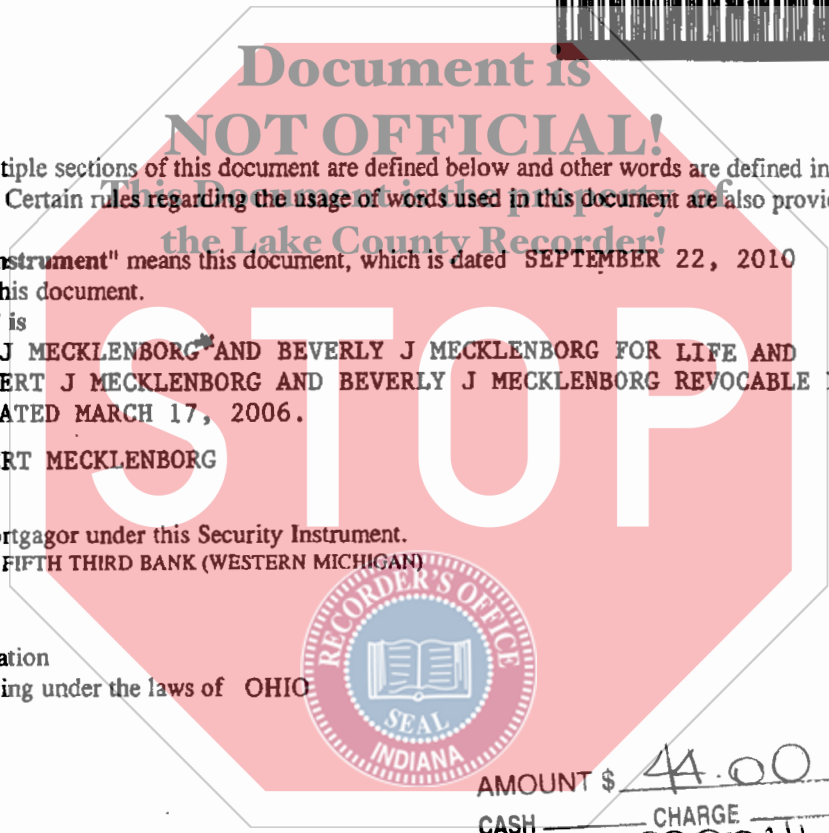 Document is
NOT OFFICIAL!
tiple sections of this document are defined below and other words are defined in
This Document is the property of
Certain rules regarding the usage of words used in this document are also provi
the Lake County Recorder!
nstrument" means this document, which is dated SEPTEMBER 22, 2010
his document.
is
J MECKLENBORG AND BEVERLY J MECKLENBORG FOR LIFE AND
ERT J MECKLENBORG AND BEVERLY J MECKLENBORG REVOCABLE
ATED MARCH 17, 2006.
STOP
RT MECKLENBORG
rtgagor under this Security Instrument.
FIFTH THIRD BANK (WESTERN MICHIGAN)
RECORDER'S OFFICE
ation
ing under the laws of OHIO
SEAL
INDIANA
AMOUNT $ 44.00
CASH CHARGE